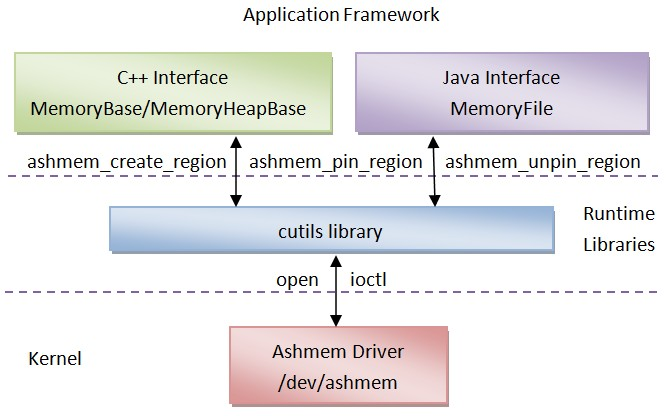 Application Framework
C++ Interface
MemoryBase/MemoryHeapBase
Java Interface
MemoryFile
ashmem_create_region
ashmem_pin_region
ashmem_unpin_region
cutils library
Runtime
Libraries
open
ioctl
Kernel
Ashmem Driver
/dev/ashmem